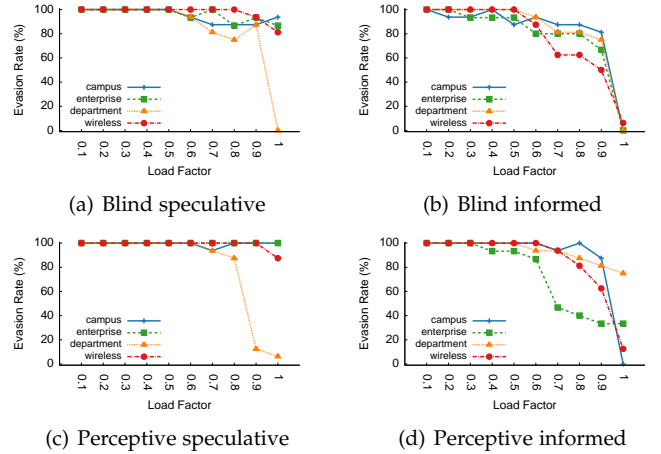 Evasion Rate (%)
100
80
60
40
20
0
campus
enterprise
department
wireless
0.1
0.2
0.3
0.4
0.5
0.6
0.7
0.8
0.9
1
Load Factor
(a) Blind speculative
Evasion Rate (%)
100
80
60
40
20
0
campus
enterprise
department
wireless
0.1
0.2
0.3
0.4
0.5
0.6
0.7
0.8
0.9
1
Load Factor
(b) Blind informed
Evasion Rate (%)
100
80
60
40
20
0
campus
enterprise
department
wireless
0.1
0.2
0.3
0.4
0.5
0.6
0.7
0.8
0.9
1
Load Factor
(c) Perceptive speculative
Evasion Rate (%)
100
80
60
40
20
0
campus
enterprise
department
wireless
0.1
0.2
0.3
0.4
0.5
0.6
0.7
0.8
0.9
1
Load Factor
(d) Perceptive informed